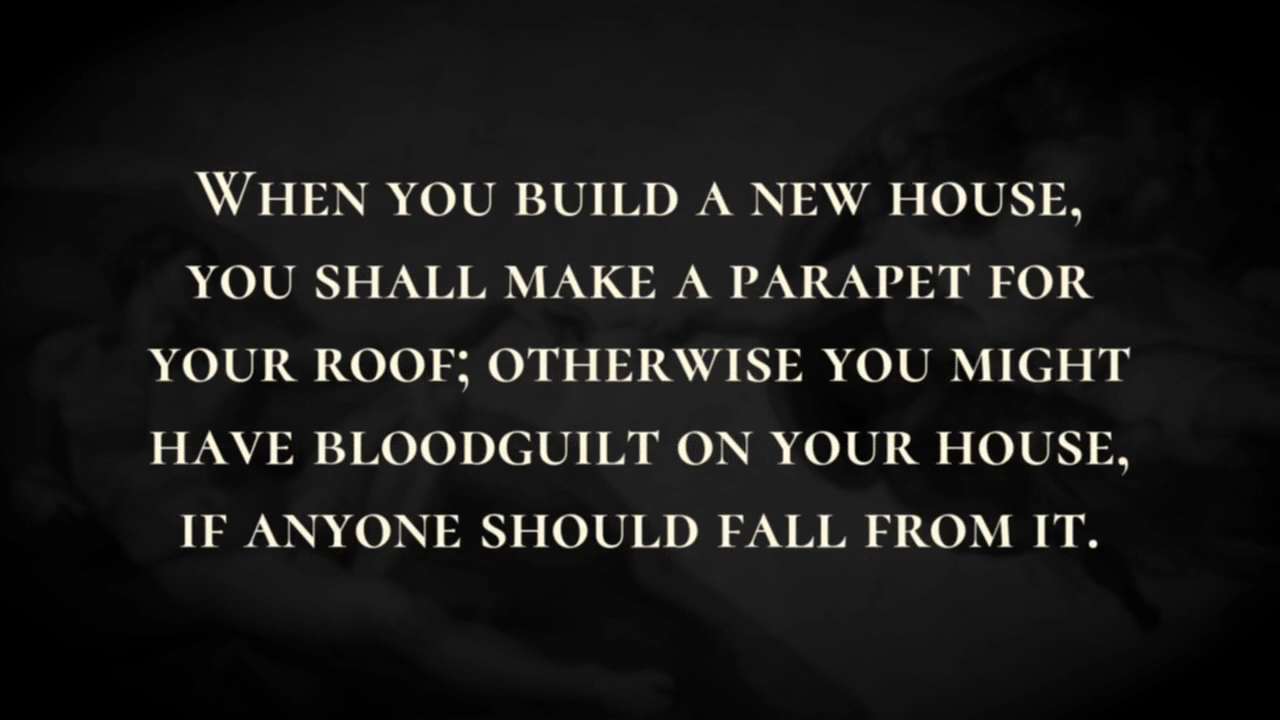 When you build a new house,
you shall make a parapet for
your roof; otherwise you might
have bloodguilt on your house,
if anyone should fall from it.